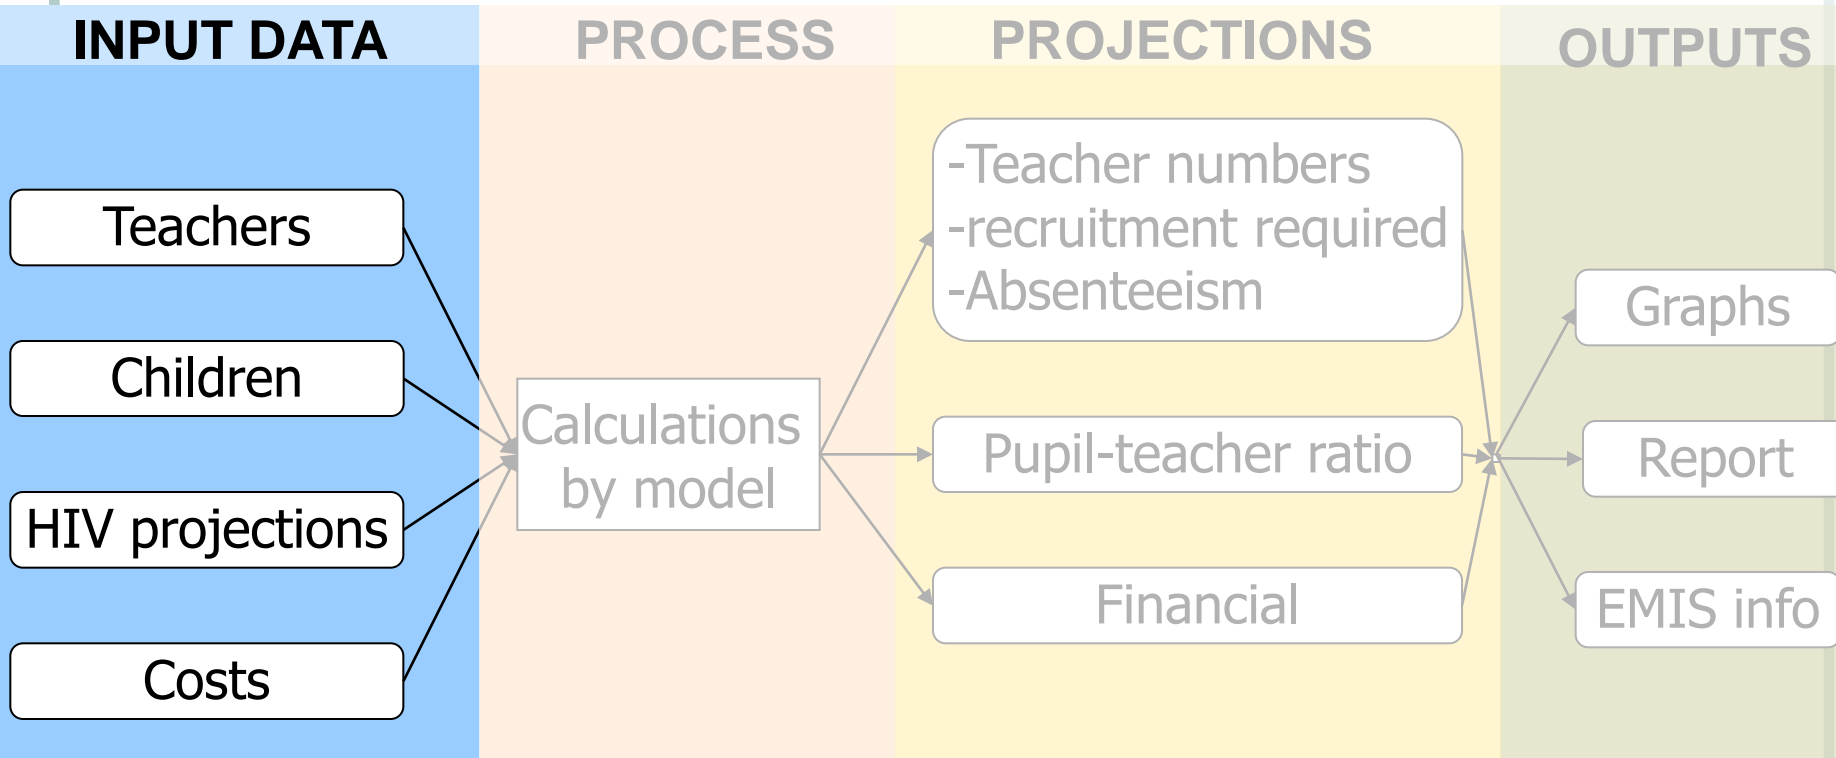 INPUT DATA
PROCESS
PROJECTIONS
OUTPUTS
Teachers
Children
HIV projections
Costs
Calculations
by model
-Teacher numbers
-recruitment required
-Absenteeism
Pupil-teacher ratio
Financial
Graphs
Report
EMIS info